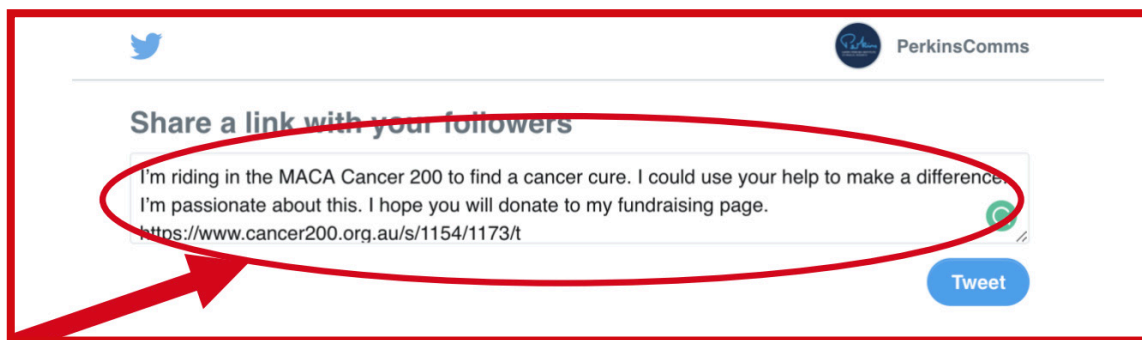 PerkinsComms
Share a link with your followers
I'm riding in the MACA Cancer 200 to find a cancer cure. I could use your help to make a difference.
I'm passionate about this. I hope you will donate to my fundraising page.
https://www.cancer200.org.au/s/1154/1173/t
Tweet